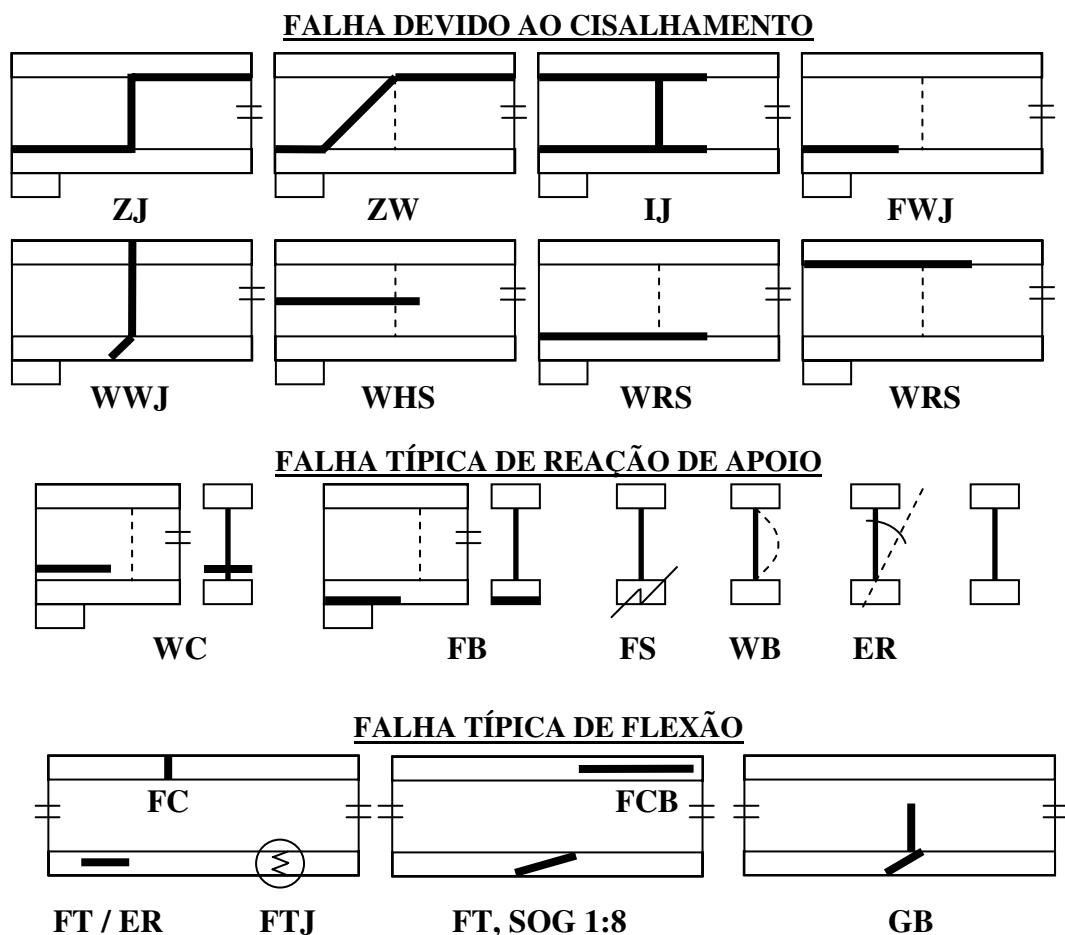 FALHA DEVIDO AO CISALHAMENTO
ZJ ZW IJ FWJ
WWJ WHS WRS WRS
FALHA TÍPICA DE REAÇÃO DE APOIO
WC FB FS WB ER
FALHA TÍPICA DE FLEXÃO
FC FCB
FT / ER FTJ FT, SOG 1:8 GB